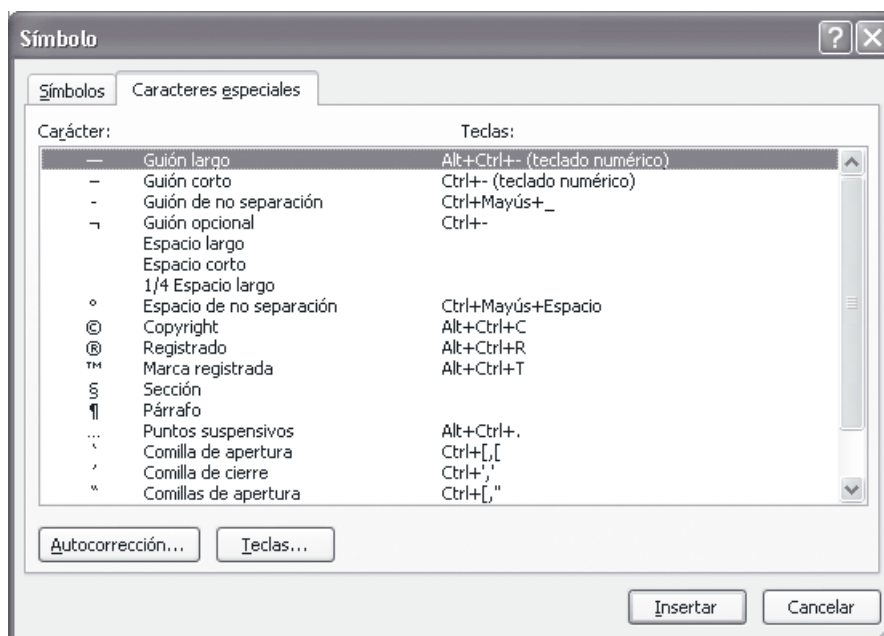 Símbolo
Símbolos Caracteres especiales
Carácter: Teclas:
— Guión largo Alt+Ctrl+- (teclado numérico)
– Guión corto Ctrl+- (teclado numérico)
- Guión de no separación Ctrl+Mayús+_
¬ Guión opcional Ctrl+-
Espacio largo
Espacio corto
1/4 Espacio largo
° Espacio de no separación Ctrl+Mayús+Espacio
© Copyright Alt+Ctrl+C
® Registrado Alt+Ctrl+R
™ Marca registrada Alt+Ctrl+T
§ Sección
¶ Párrafo
… Puntos suspensivos Alt+Ctrl+.
‘ Comilla de apertura Ctrl+[,[
’ Comilla de cierre Ctrl+','
“ Comillas de apertura Ctrl+[,"
Autocorrección... Teclas...
Insertar Cancelar